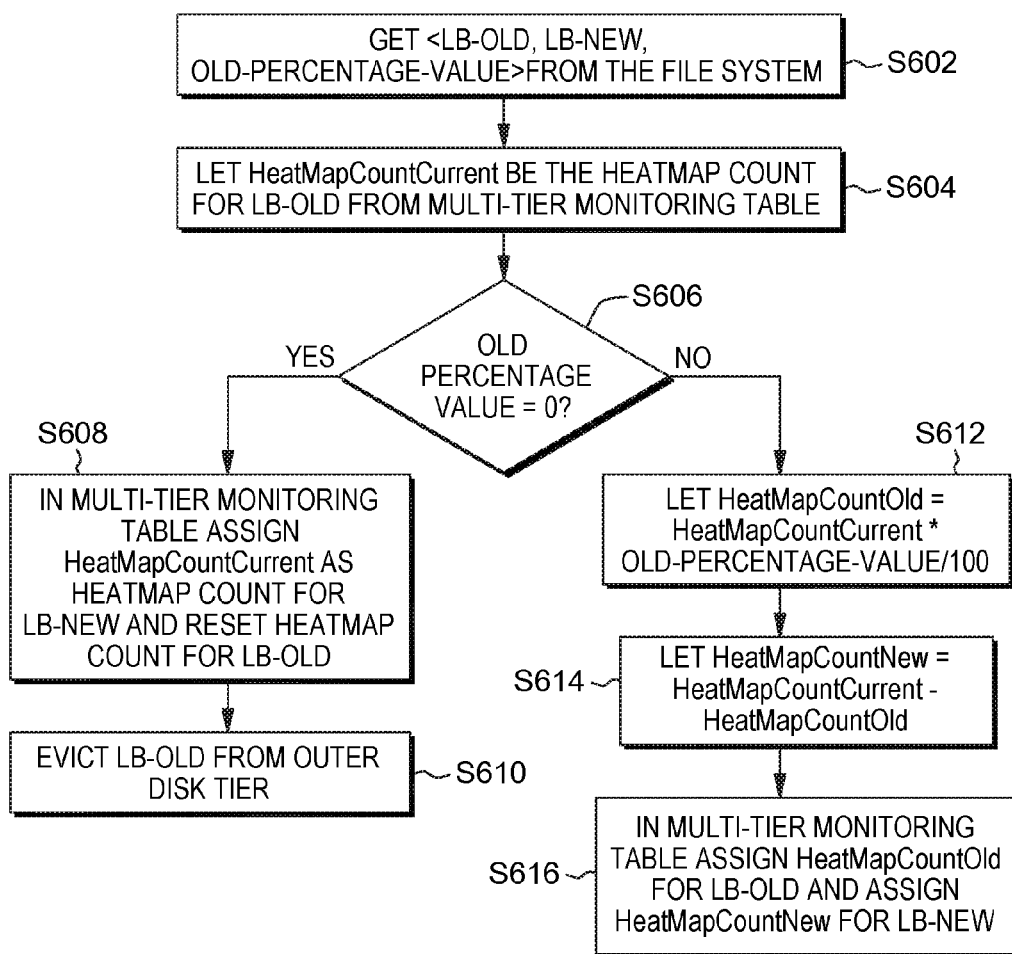 GET <LB-OLD, LB-NEW,
OLD-PERCENTAGE-VALUE>FROM THE FILE SYSTEM
S602
LET HeatMapCountCurrent BE THE HEATMAP COUNT
FOR LB-OLD FROM MULTI-TIER MONITORING TABLE
S604
S606
OLD
PERCENTAGE
VALUE = 0?
YES
NO
S608
IN MULTI-TIER MONITORING
TABLE ASSIGN
HeatMapCountCurrent AS
HEATMAP COUNT FOR
LB-NEW AND RESET HEATMAP
COUNT FOR LB-OLD
EVICT LB-OLD FROM OUTER
DISK TIER
S610
S612
LET HeatMapCountOld =
HeatMapCountCurrent *
OLD-PERCENTAGE-VALUE/100
S614
LET HeatMapCountNew =
HeatMapCountCurrent -
HeatMapCountOld
S616
IN MULTI-TIER MONITORING
TABLE ASSIGN HeatMapCountOld
FOR LB-OLD AND ASSIGN
HeatMapCountNew FOR LB-NEW